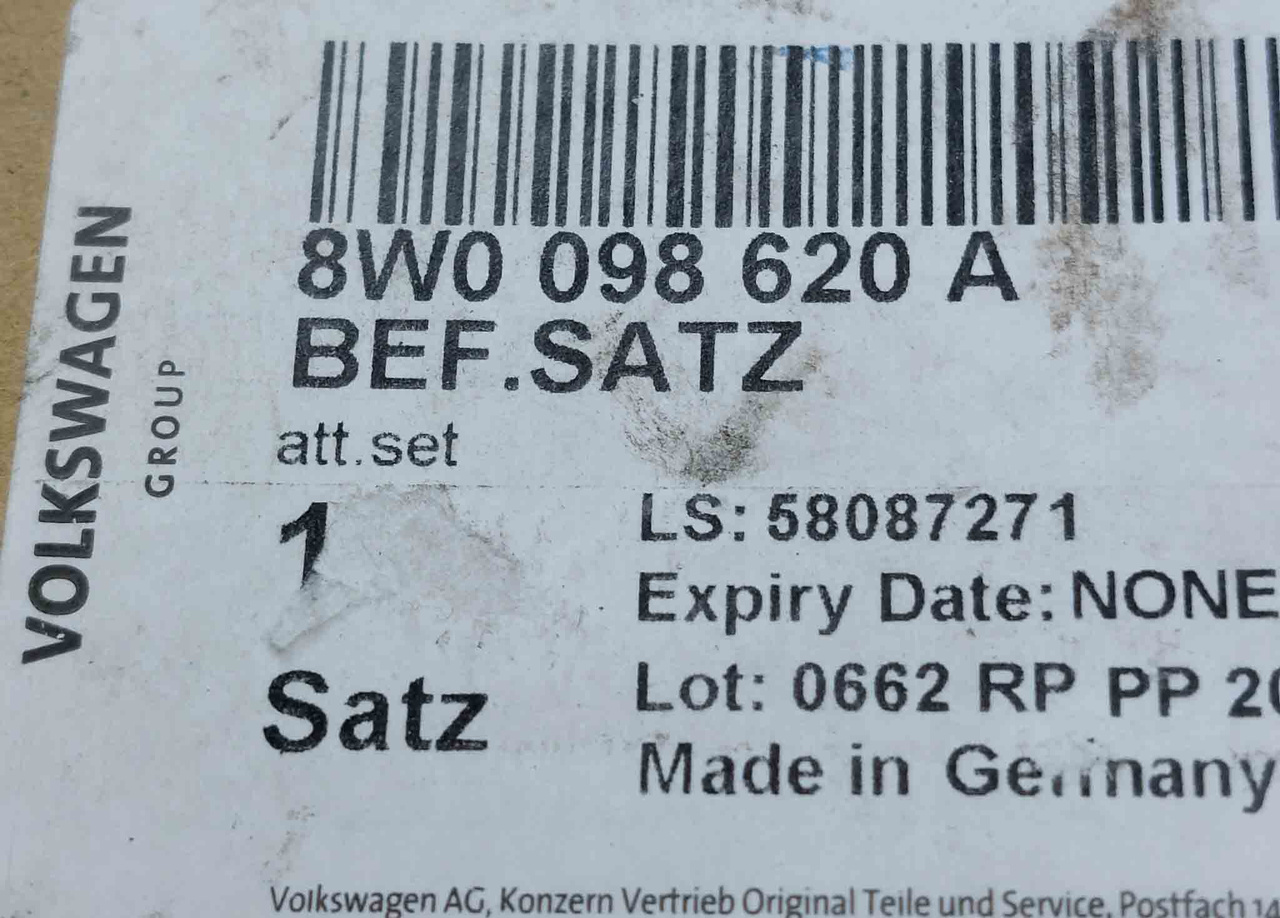 VOLKSWAGEN
GROUP
8W0 098 620 A
BEF.SATZ
att.set
1
LS: 58087271
Expiry Date: NONE
Satz
Lot: 0662 RP PP
Made in Germany
Volkswagen AG, Konzern Vertrieb Original Teile und Service, Postfach